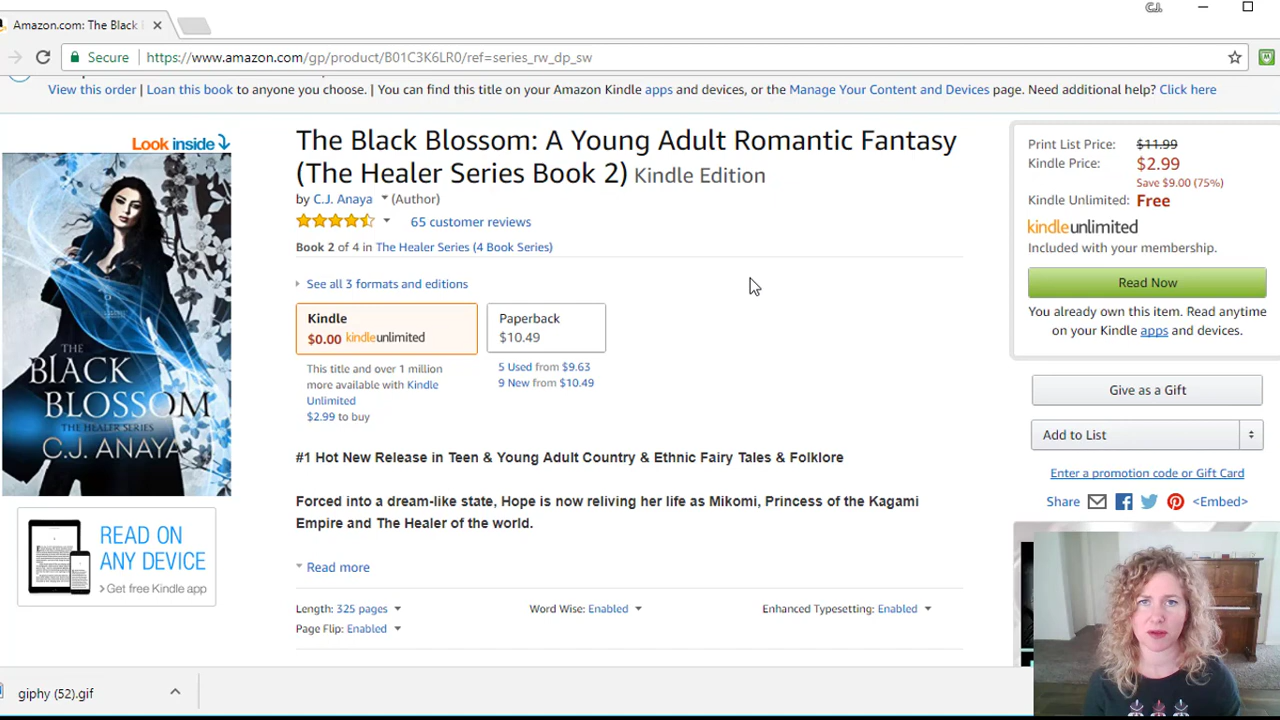 C.J.
Amazon.com: The Black
Secure https://www.amazon.com/gp/product/B01C3K6LR0/ref=series_rw_dp_sw
View this order | Loan this book to anyone you choose. | You can find this title on your Amazon Kindle apps and devices, or the Manage Your Content and Devices page. Need additional help? Click here
Look inside
The Black Blossom: A Young Adult Romantic Fantasy
(The Healer Series Book 2) Kindle Edition
by C.J. Anaya (Author)
65 customer reviews
Book 2 of 4 in The Healer Series (4 Book Series)
See all 3 formats and editions
Kindle
$0.00 kindleunlimited
Paperback
$10.49
This title and over 1 million
more available with Kindle
Unlimited
$2.99 to buy
5 Used from $9.63
9 New from $10.49
#1 Hot New Release in Teen & Young Adult Country & Ethnic Fairy Tales & Folklore
Forced into a dream-like state, Hope is now reliving her life as Mikomi, Princess of the Kagami
Empire and The Healer of the world.
Read more
Length: 325 pages
Word Wise: Enabled
Enhanced Typesetting: Enabled
Page Flip: Enabled
THE
BLACK
BLOSSOM
THE HEALER SERIES
C.J. ANAYA
READ ON
ANY DEVICE
>Get free Kindle app
Print List Price: $11.99
Kindle Price: $2.99
Save $9.00 (75%)
Kindle Unlimited: Free
kindleunlimited
Included with your membership.
Read Now
You already own this item. Read anytime
on your Kindle apps and devices.
Give as a Gift
Add to List
Enter a promotion code or Gift Card
Share <Embed>
giphy (52).gif